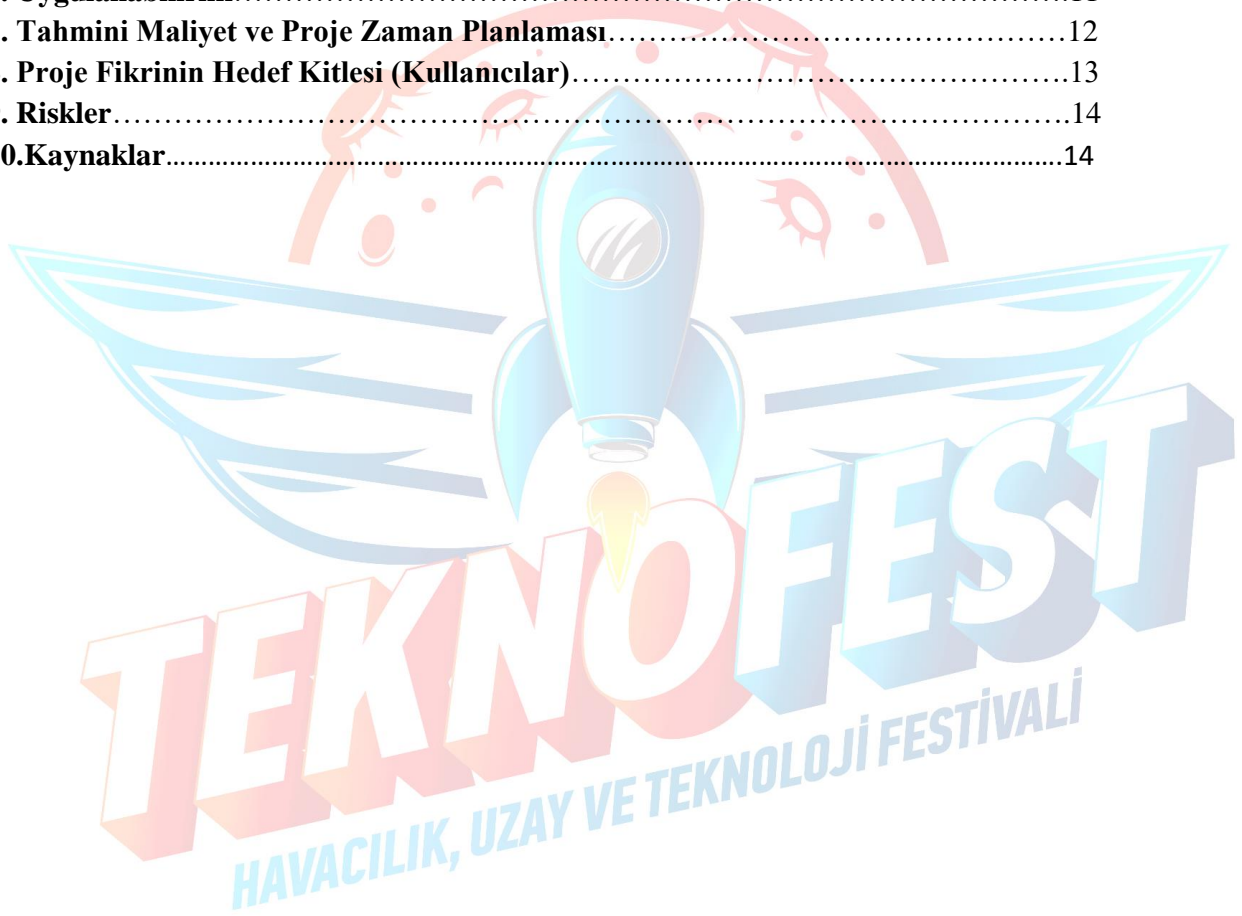 . Tahmini Maliyet ve Proje Zaman Planlaması……………………………………12
. Proje Fikrinin Hedef Kitlesi (Kullanıcılar)…………………………………………13
. Riskler……………………………………………………………………………………14
0.Kaynaklar...............................................................................................14
TEKNOFEST
HAVACILIK, UZAY VE TEKNOLOJİ FESTİVALİ